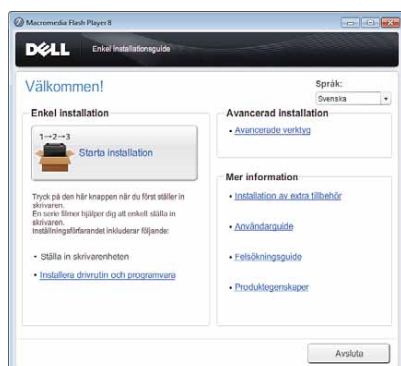 Macromedia Flash Player 8
DELL
Enkel installationsguide
Välkommen!
Språk:
Svenska
Enkel installation
1→2→3
Starta installation
Tryck på den här knappen när du först ställer in
skrivaren.
En serie filmer hjälper dig att enkelt ställa in
skrivaren.
Inställningsförfarandet inkluderar följande:
• Ställa in skrivarenheten
• Installera drivrutin och programvara
Avancerad installation
• Avancerade verktyg
Mer information
• Installation av extra tillbehör
• Användarguide
• Felsökningsguide
• Produktegenskaper
Avsluta